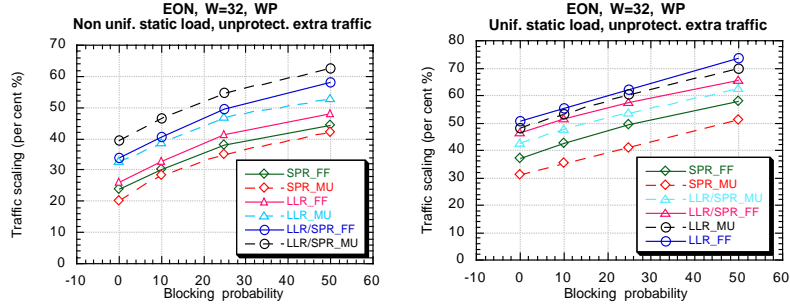 EON, W=32, WP
Non unif. static load, unprotect. extra traffic
Traffic scaling (per cent %)
70
60
50
40
30
20
10
0
-10 0 10 20 30 40 50 60
Blocking probability
SPR_FF
SPR_MU
LLR_FF
LLR_MU
LLR/SPR_FF
LLR/SPR_MU
EON, W=32, WP
Unif. static load, unprotect. extra traffic
Traffic scaling (per cent %)
80
70
60
50
40
30
20
10
0
-10 0 10 20 30 40 50 60
Blocking probability
SPR_FF
SPR_MU
LLR/SPR_MU
LLR/SPR_FF
LLR_MU
LLR_FF